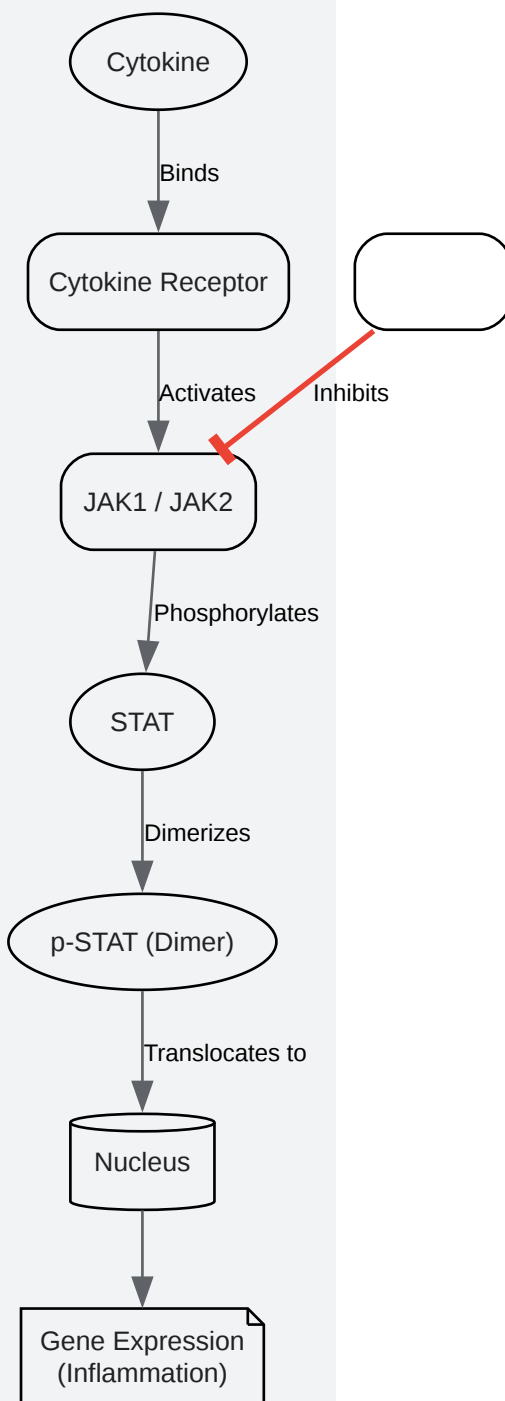 Cytokine
Binds
Cytokine Receptor
Activates
Inhibits
JAK1 / JAK2
Phosphorylates
STAT
Dimerizes
p-STAT (Dimer)
Translocates to
Nucleus
Gene Expression
(Inflammation)